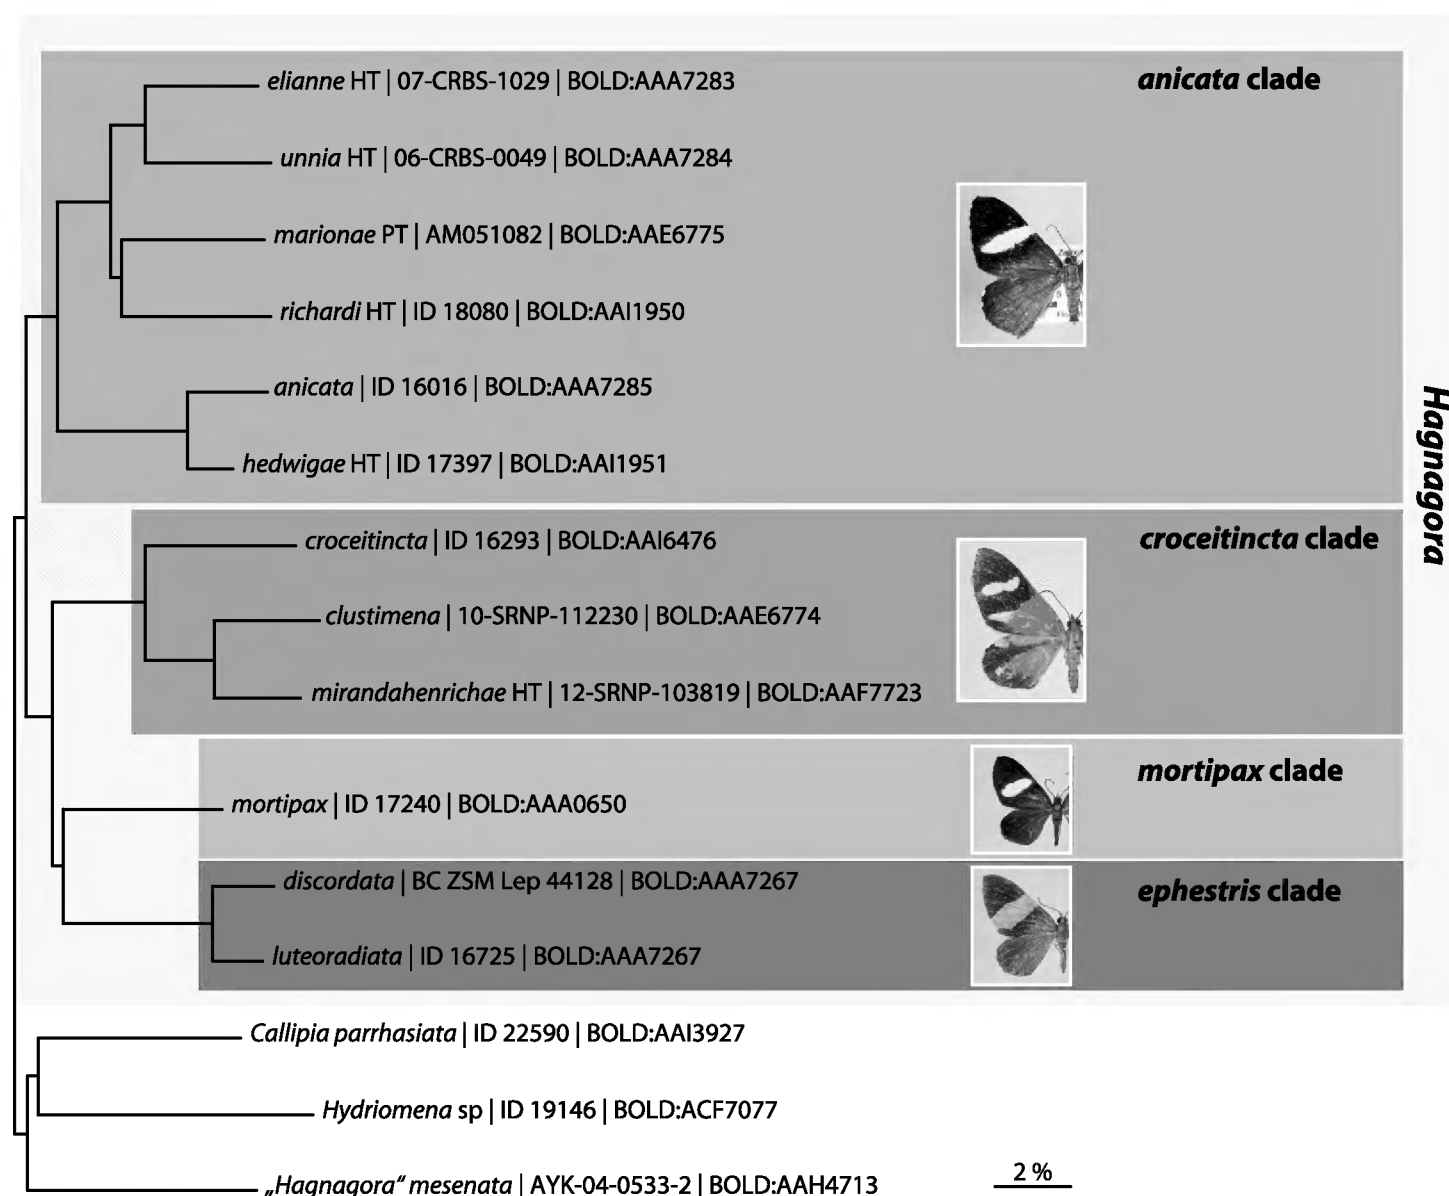 elianne HT | 07-CRBS-1029 | BOLD:AAA7283
anicata clade
unnia HT | 06-CRBS-0049 | BOLD:AAA7284
marionae PT | AM051082 | BOLD:AAE6775
richardi HT | ID 18080 | BOLD:AAI1950
anicata | ID 16016 | BOLD:AAA7285
hedwigae HT | ID 17397 | BOLD:AAI1951
Hagnagora
croceitincta | ID 16293 | BOLD:AAI6476
croceitincta clade
clustimena | 10-SRNP-112230 | BOLD:AAE6774
mirandahenrichae HT | 12-SRNP-103819 | BOLD:AAF7723
mortipax clade
mortipax | ID 17240 | BOLD:AAA0650
discordata | BC ZSM Lep 44128 | BOLD:AAA7267
ephestris clade
luteoradiata | ID 16725 | BOLD:AAA7267
Callipia parrhasiata | ID 22590 | BOLD:AAI3927
Hydriomena sp | ID 19146 | BOLD:ACF7077
2 %
„Hagnagora“ mesenata | AYK-04-0533-2 | BOLD:AAH4713